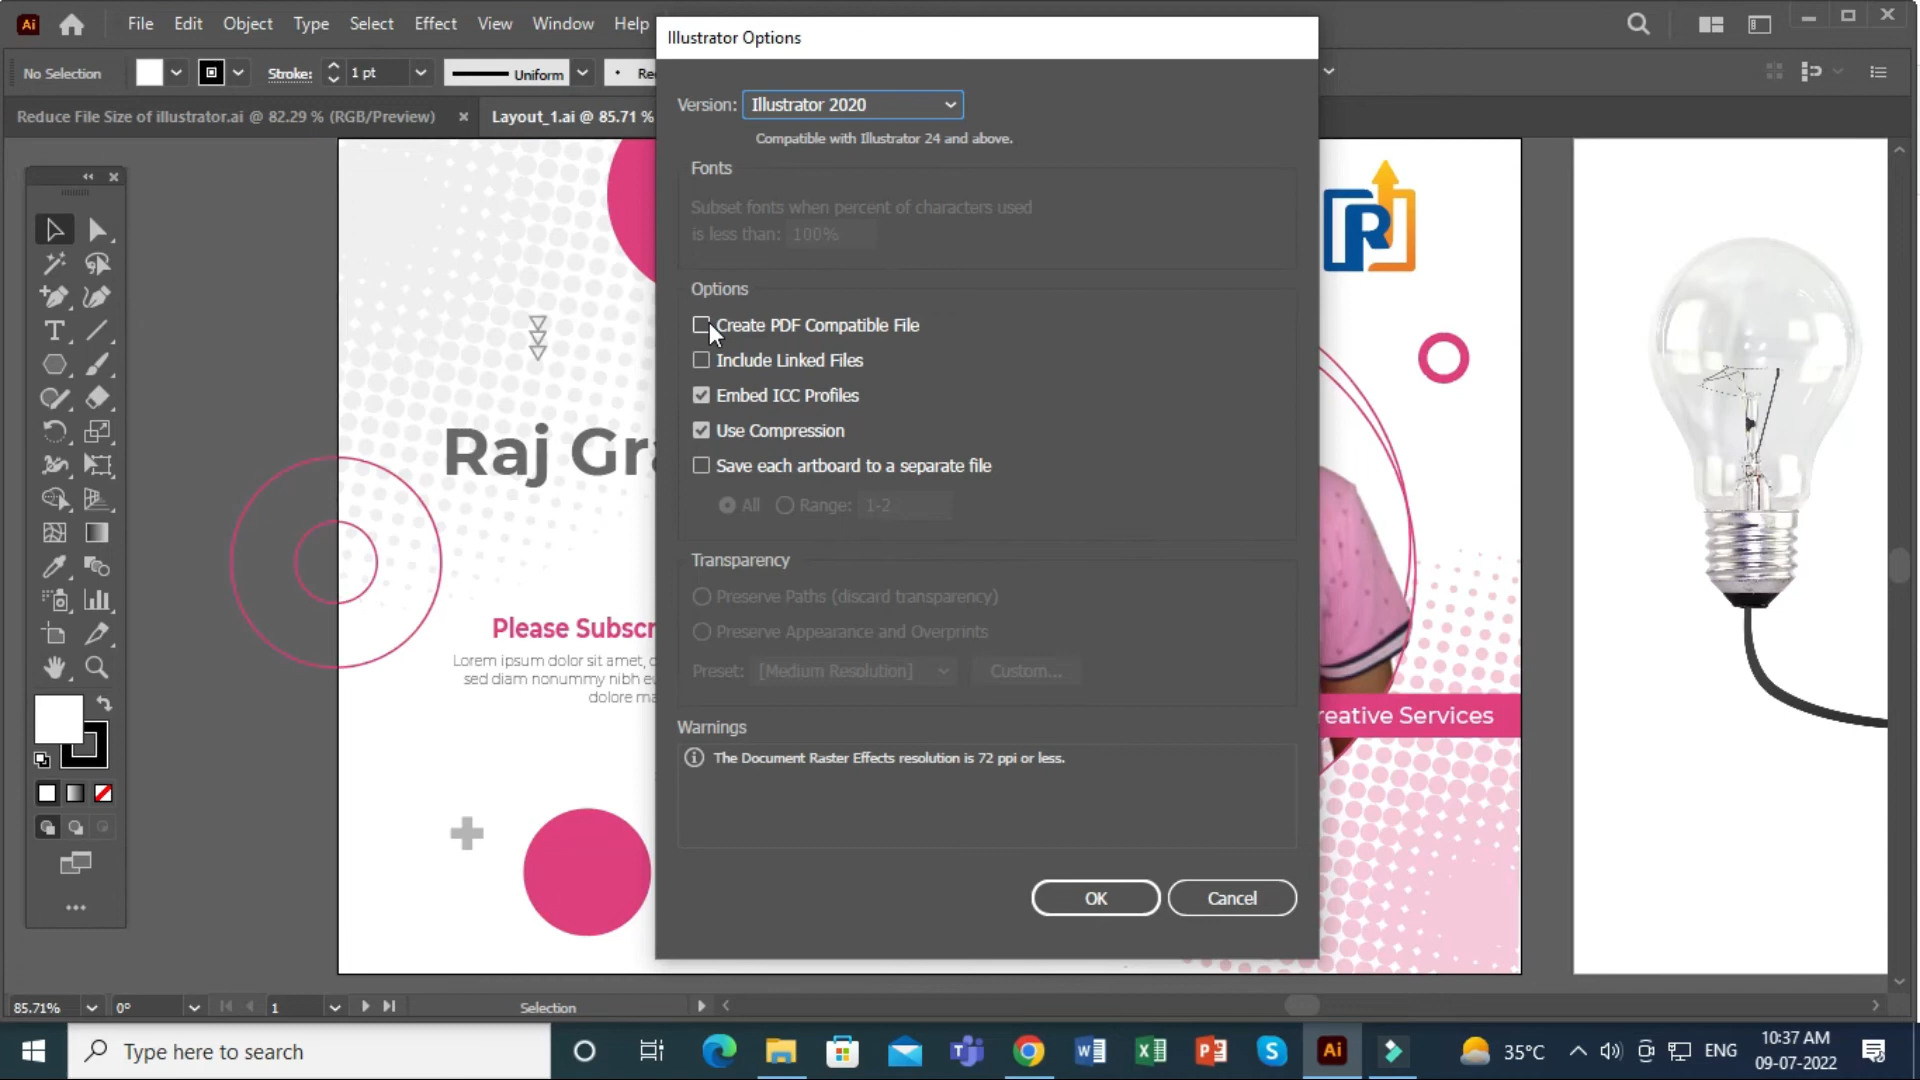 Ai File Edit Object Type Select Effect View Window Help
No Selection Stroke: 1 pt Uniform
Reduce File Size of illustrator.ai @ 82.29 % (RGB/Preview) Layout_1.ai @ 85.71 %
Illustrator Options
Version: Illustrator 2020
Compatible with Illustrator 24 and above.
Fonts
Subset fonts when percent of characters used
is less than: 100%
Options
Create PDF Compatible File
Include Linked Files
Embed ICC Profiles
Use Compression
Save each artboard to a separate file
All Range: 1-2
Transparency
Preserve Paths (discard transparency)
Preserve Appearance and Overprints
Preset: [Medium Resolution] Custom...
Warnings
The Document Raster Effects resolution is 72 ppi or less.
OK Cancel
R
Raj Gra
Please Subscr
Lorem ipsum dolor sit amet,
sed diam nonummy nibh eu
dolore ma
reative Services
85.71% 0° 1 Selection
Type here to search
Ai 35°C ENG
10:37 AM
09-07-2022